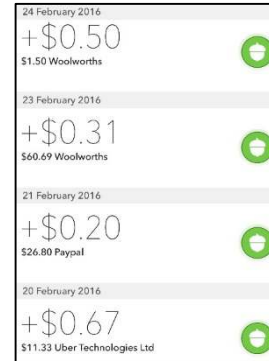 24 February 2016
+$0.50
$1.50 Woolworths
23 February 2016
+$0.31
$60.69 Woolworths
21 February 2016
+$0.20
$26.80 Paypal
20 February 2016
+$0.67
$11.33 Uber Technologies Ltd